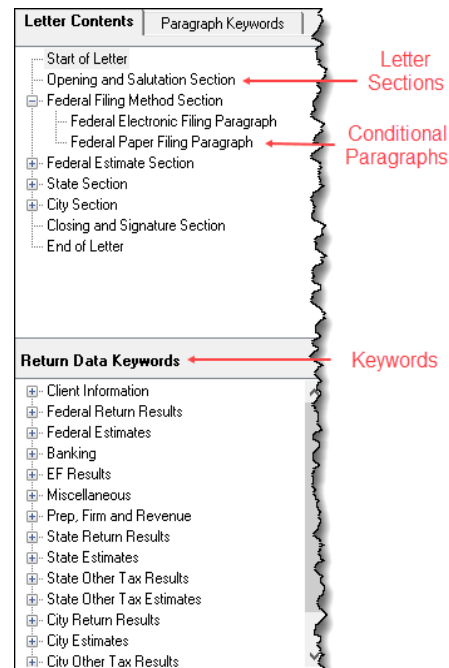 Letter Contents
Paragraph Keywords
Start of Letter
Opening and Salutation Section
Letter Sections
Federal Filing Method Section
Federal Electronic Filing Paragraph
Federal Paper Filing Paragraph
Conditional Paragraphs
Federal Estimate Section
State Section
City Section
Closing and Signature Section
End of Letter
Return Data Keywords
Keywords
Client Information
Federal Return Results
Federal Estimates
Banking
EF Results
Miscellaneous
Prep, Firm and Revenue
State Return Results
State Estimates
State Other Tax Results
State Other Tax Estimates
City Return Results
City Estimates
City Other Tax Results